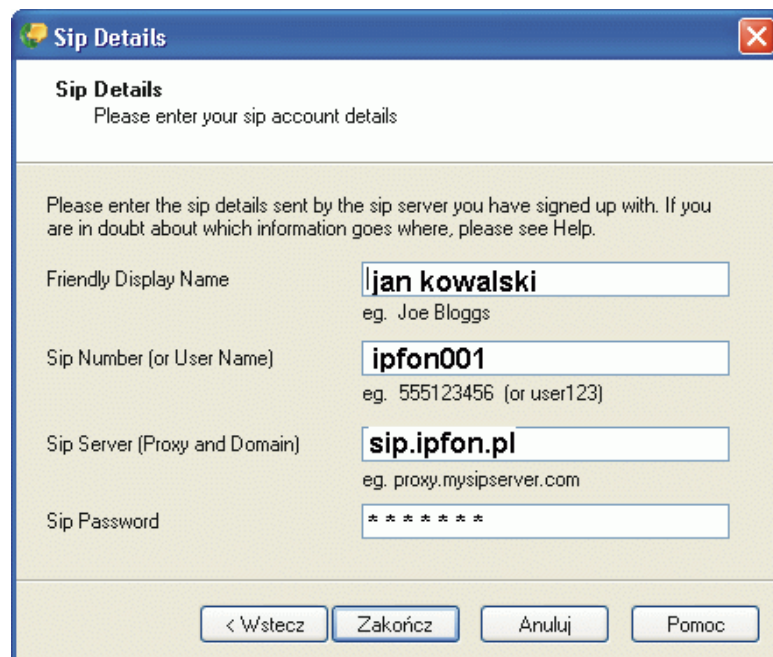 Sip Details
Sip Details
Please enter your sip account details
Please enter the sip details sent by the sip server you have signed up with. If you
are in doubt about which information goes where, please see Help.
Friendly Display Name
jan kowalski
eg. Joe Bloggs
Sip Number (or User Name)
ipfon001
eg. 555123456 (or user123)
Sip Server (Proxy and Domain)
sip.ipfon.pl
eg. proxy.mysipserver.com
Sip Password
* * * * * * *
< Wstecz
Zakończ
Anuluj
Pomoc